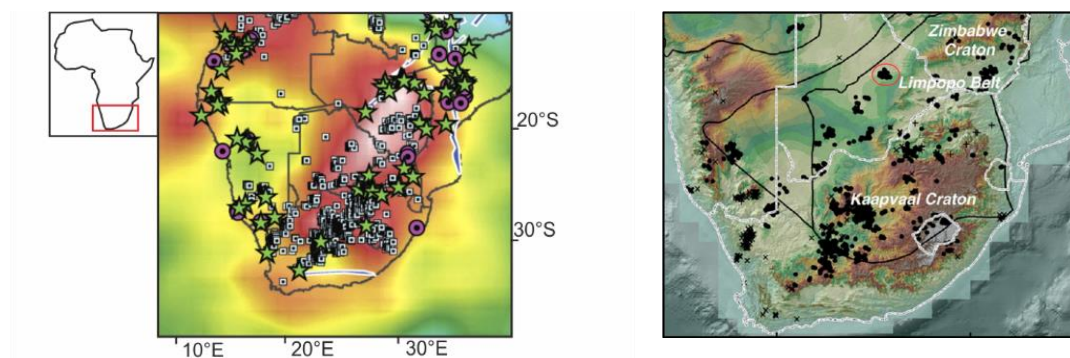 20°S
30°S
10°E
20°E
30°E
Zimbabwe
Craton
Limpopo Belt
Kaapvaal Craton